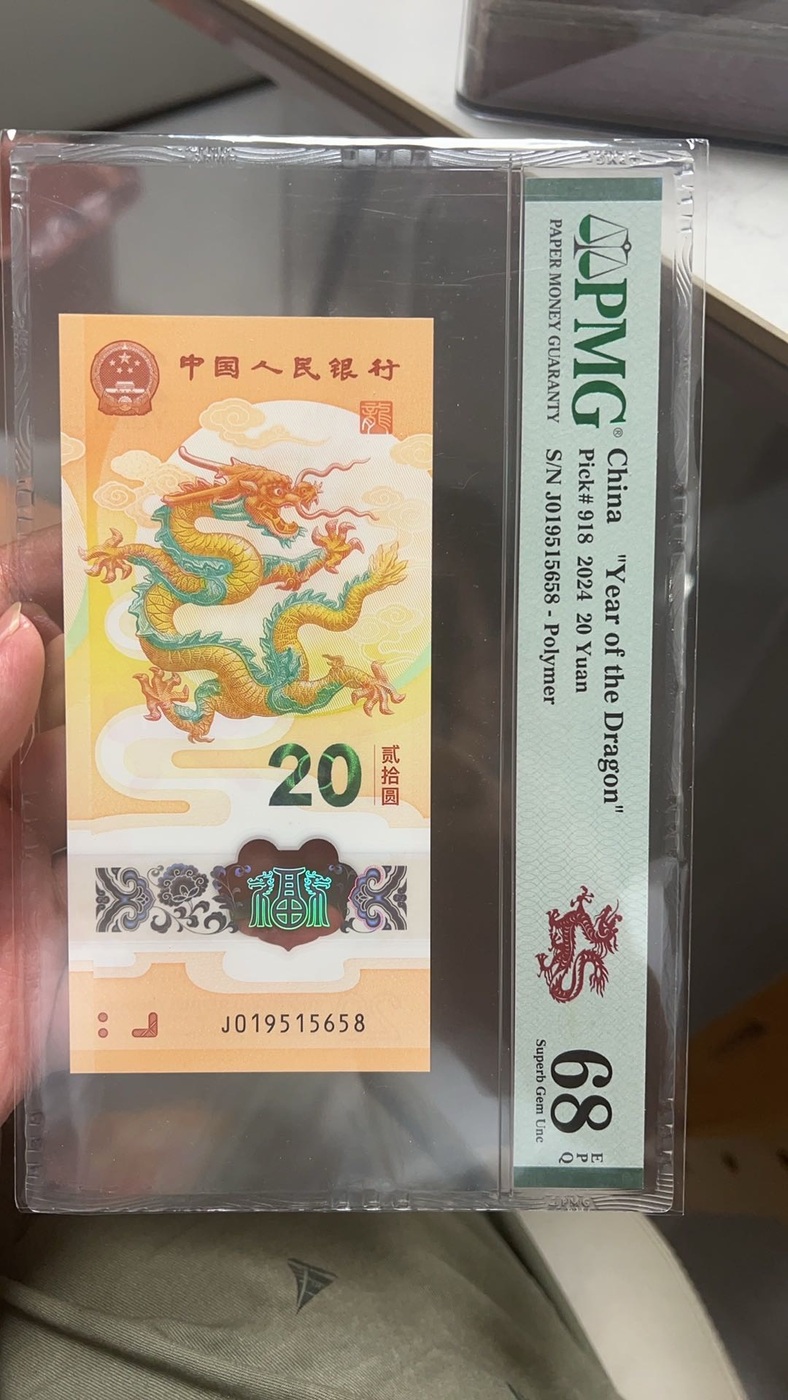 中国人民银行
龍
20
贰拾圆
福
J019515658
PMG®
PAPER MONEY GUARANTY
China "Year of the Dragon"
Pick# 918 2024 20 Yuan
S/N J019515658 - Polymer
68
EPQ
Superb Gem Unc